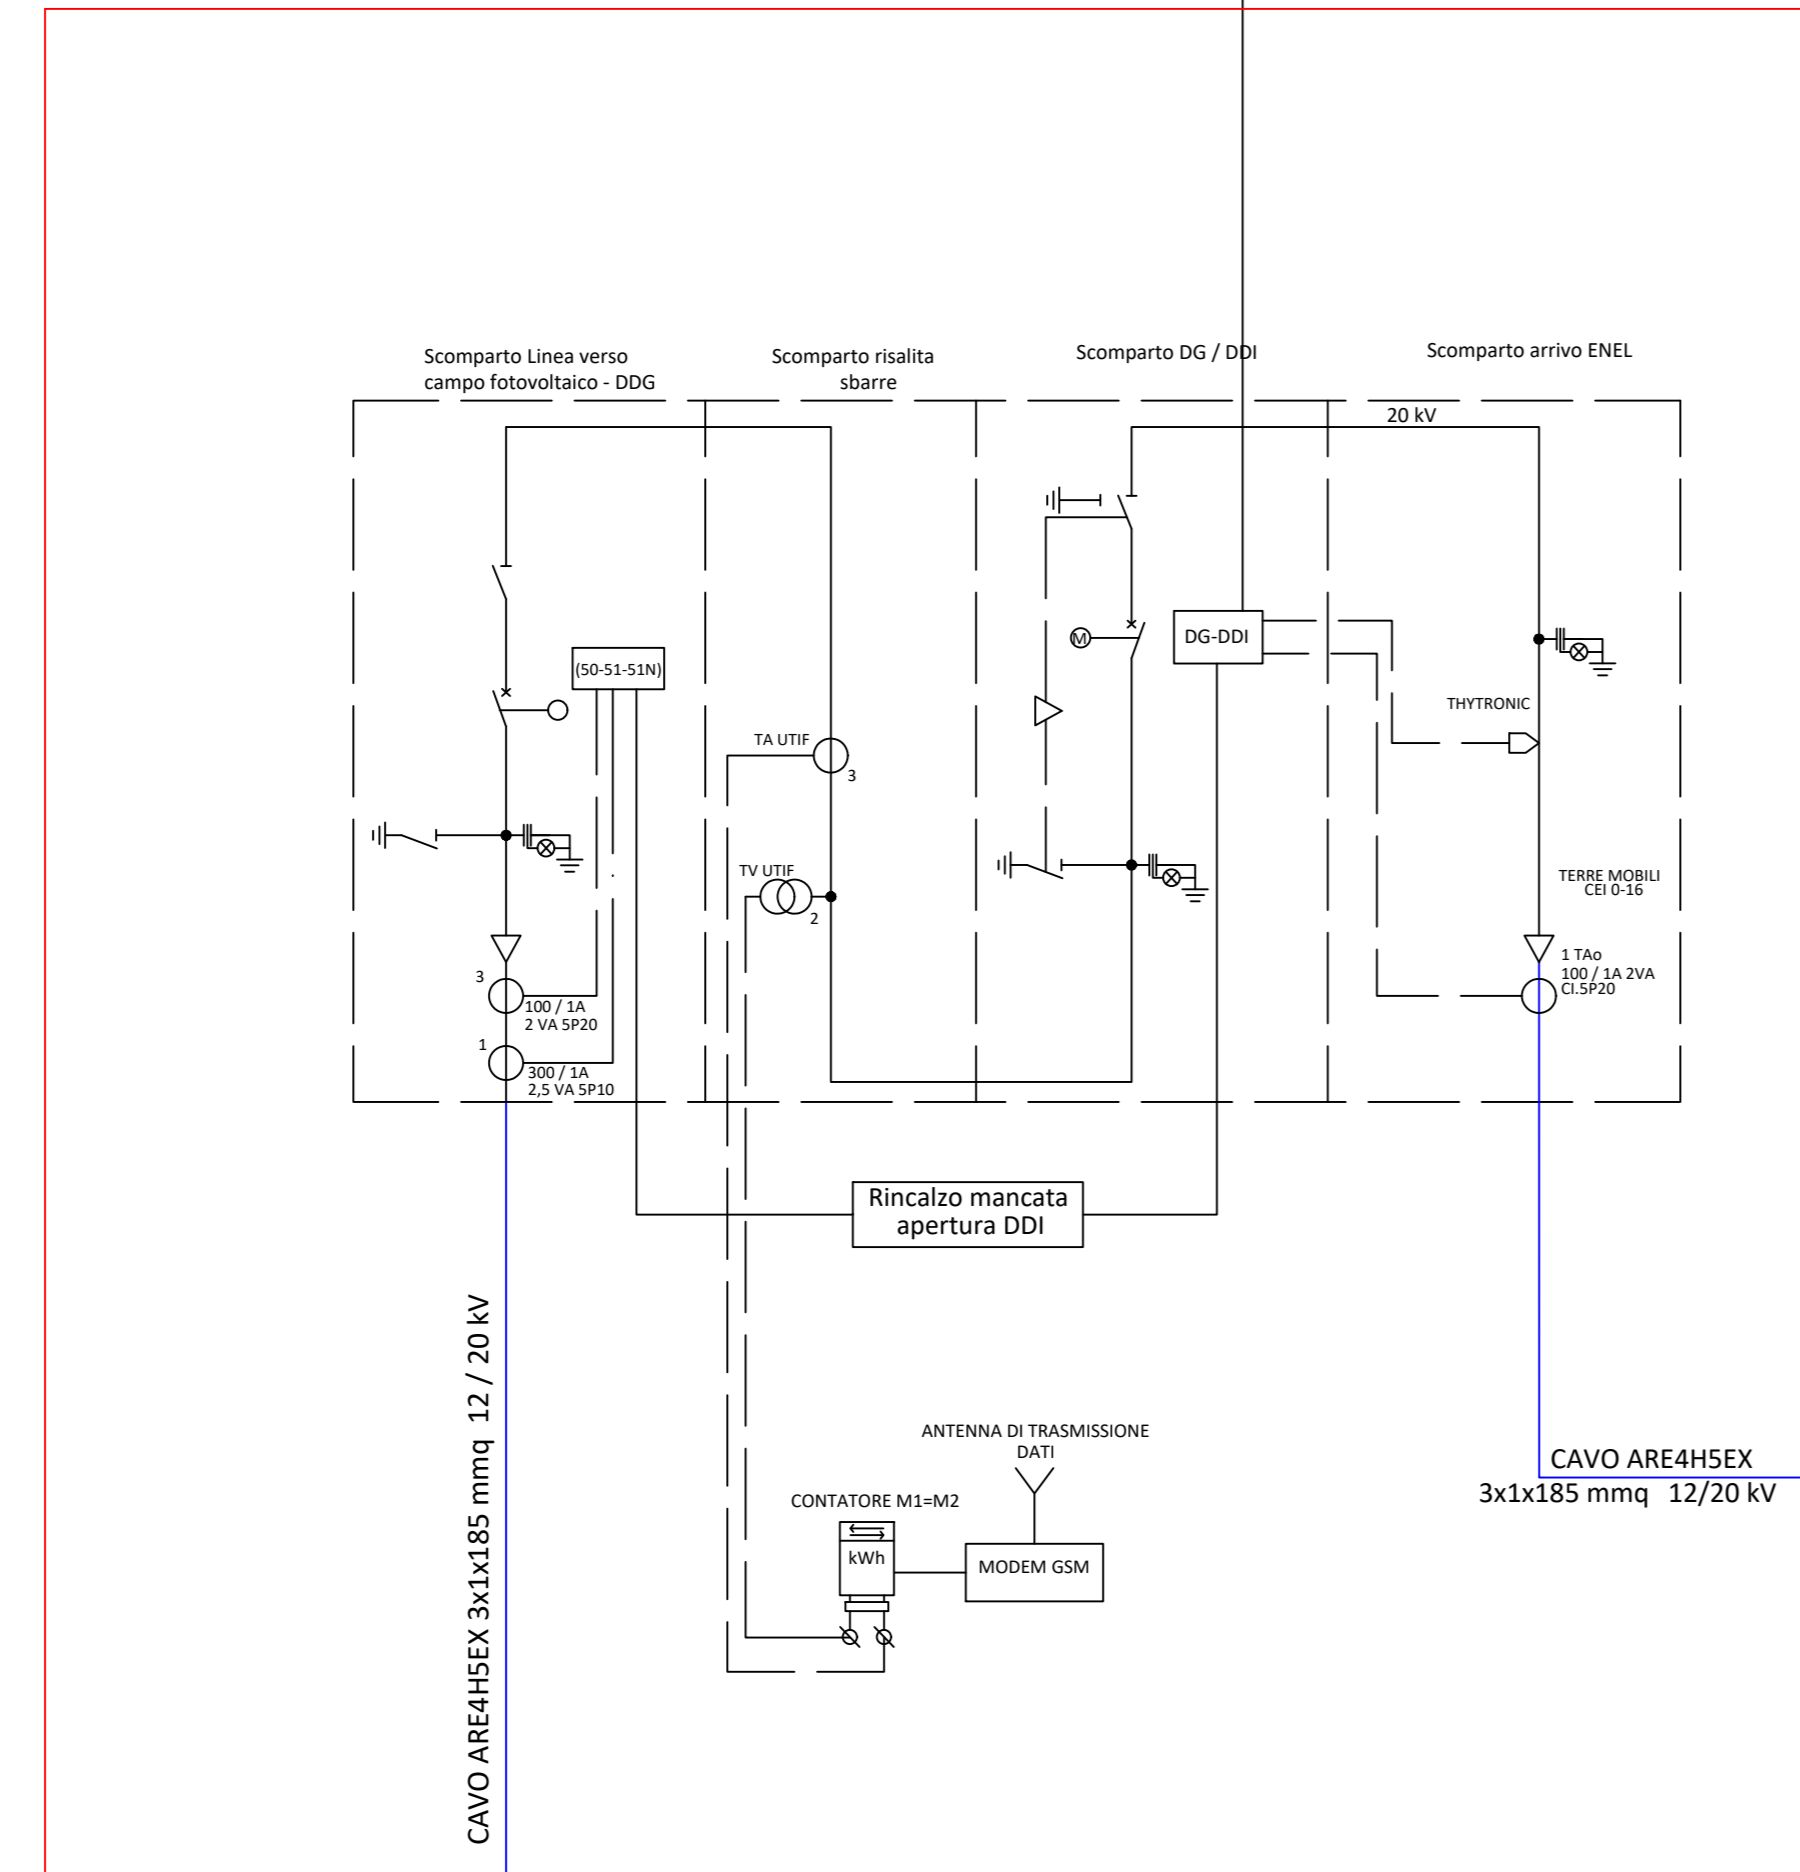 Scomparto Linea verso
campo fotovoltaico - DDG
Scomparto risalita
sbarre
Scomparto DG / DDI
Scomparto arrivo ENEL
20 kV
(50-51-51N)
M
DG-DDI
THYTRONIC
TA UTIF
3
TV UTIF
2
TERRE MOBILI
CEI 0-16
1 TAo
100 / 1A 2VA
Cl.5P20
3
100 / 1A
2 VA 5P20
1
300 / 1A
2,5 VA 5P10
Rincalzo mancata
apertura DDI
CAVO ARE4H5EX 3x1x185 mmq 12 / 20 kV
ANTENNA DI TRASMISSIONE
DATI
CONTATORE M1=M2
kWh
MODEM GSM
CAVO ARE4H5EX
3x1x185 mmq 12/20 kV